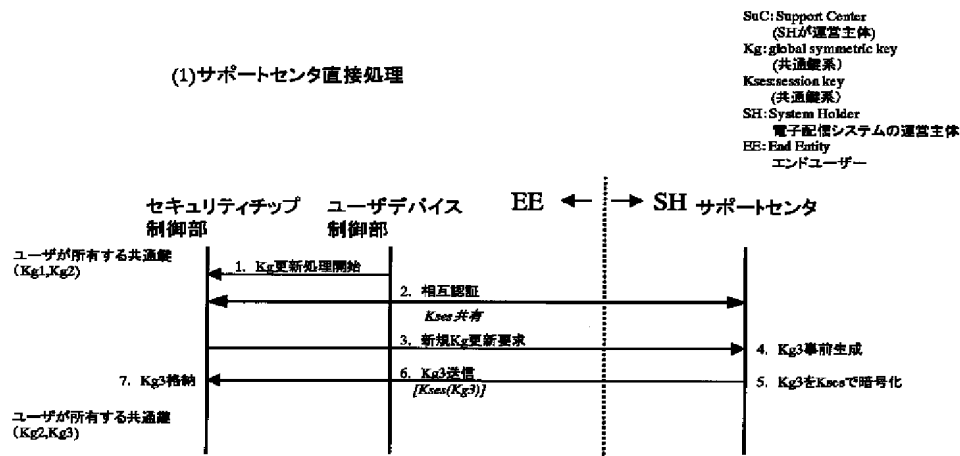 SuC: Support Center
(SHが運営主体)
Kg: global symmetric key
(共通鍵系)
Kses:session key
(共通鍵系)
SH: System Holder
電子配信システムの運営主体
EE: End Entity
エンドユーザー
(1)サポートセンタ直接処理
セキュリティチップ
制御部
ユーザデバイス
制御部
EE ← → SH サポートセンタ
ユーザが所有する共通鍵
(Kg1,Kg2)
1. Kg更新処理開始
2. 相互認証
Kses共有
3. 新規Kg更新要求
4. Kg3事前生成
7. Kg3格納
6. Kg3送信
[Kses(Kg3)]
5. Kg3をKsesで暗号化
ユーザが所有する共通鍵
(Kg2,Kg3)